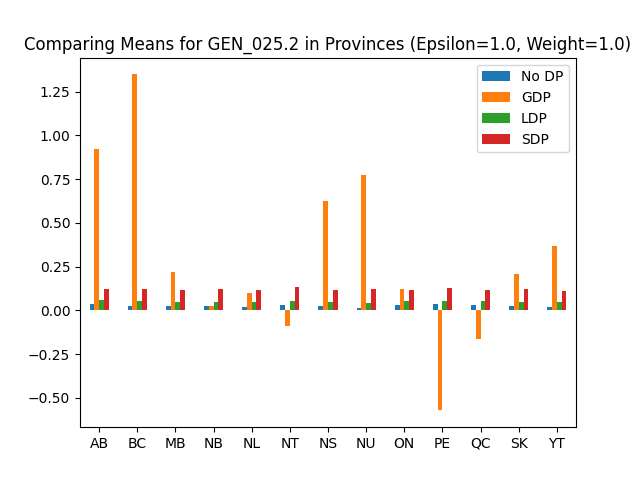 Comparing Means for GEN_025.2 in Provinces (Epsilon=1.0, Weight=1.0)
No DP
GDP
LDP
SDP
1.25
1.00
0.75
0.50
0.25
0.00
−0.25
−0.50
AB BC MB NB NL NT NS NU ON PE QC SK YT